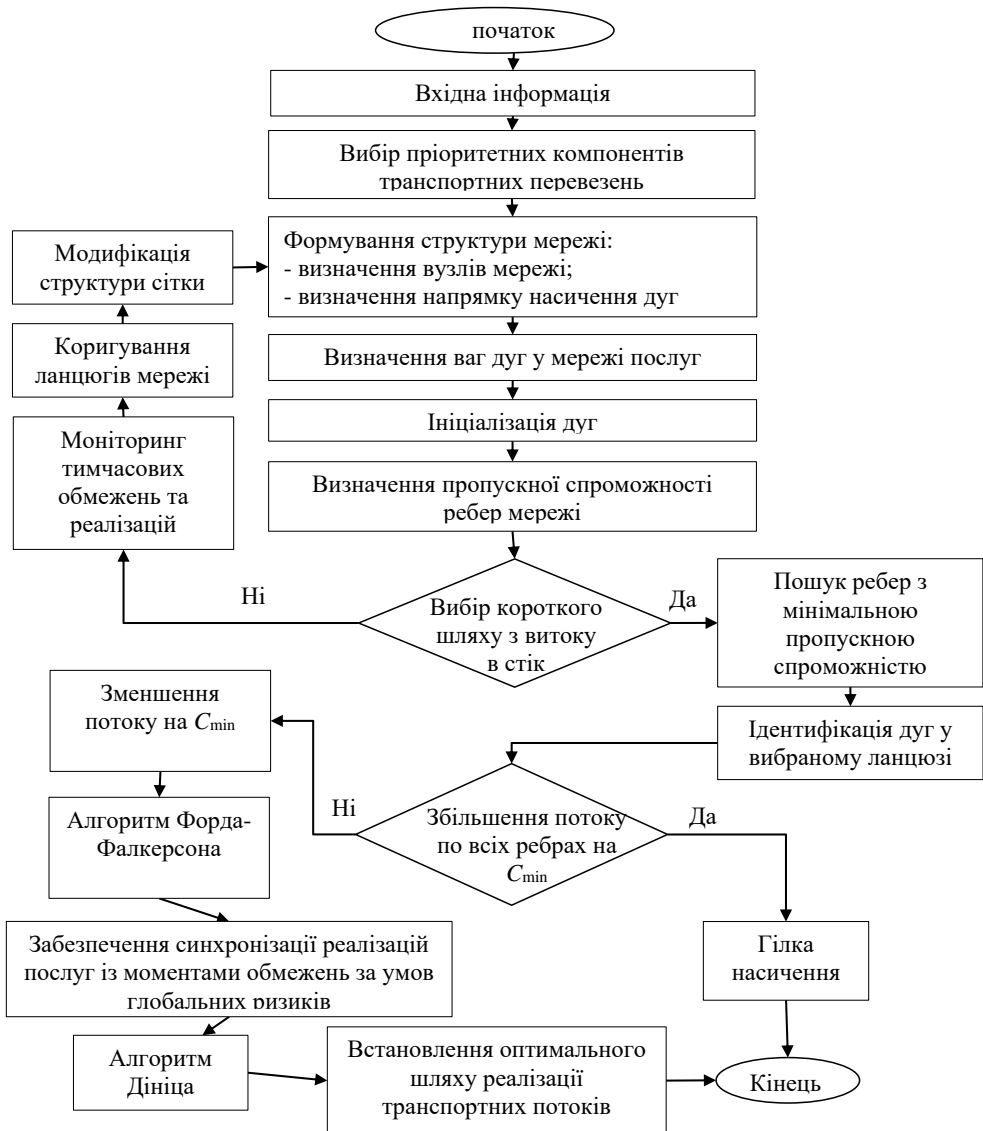 початок
Вхідна інформація
Вибір пріоритетних компонентів
транспортних перевезень
Формування структури мережі:
- визначення вузлів мережі;
- визначення напрямку насичення дуг
Модифікація
структури сітки
Коригування
ланцюгів мережі
Визначення ваг дуг у мережі послуг
Ініціалізація дуг
Моніторинг
тимчасових
обмежень та
реалізацій
Визначення пропускної спроможності
ребер мережі
Ні
Вибір короткого
шляху з витоку
в стік
Да
Пошук ребер з
мінімальною
пропускною
спроможністю
Ідентифікація дуг у
вибраному ланцюзі
Зменшення
потоку на Cmin
Ні
Збільшення потоку
по всіх ребрах на
Cmin
Да
Алгоритм Форда-
Фалкерсона
Забезпечення синхронізації реалізацій
послуг із моментами обмежень за умов
глобальних ризиків
Гілка
насичення
Алгоритм
Дініца
Встановлення оптимального
шляху реалізації
транспортних потоків
Кінець